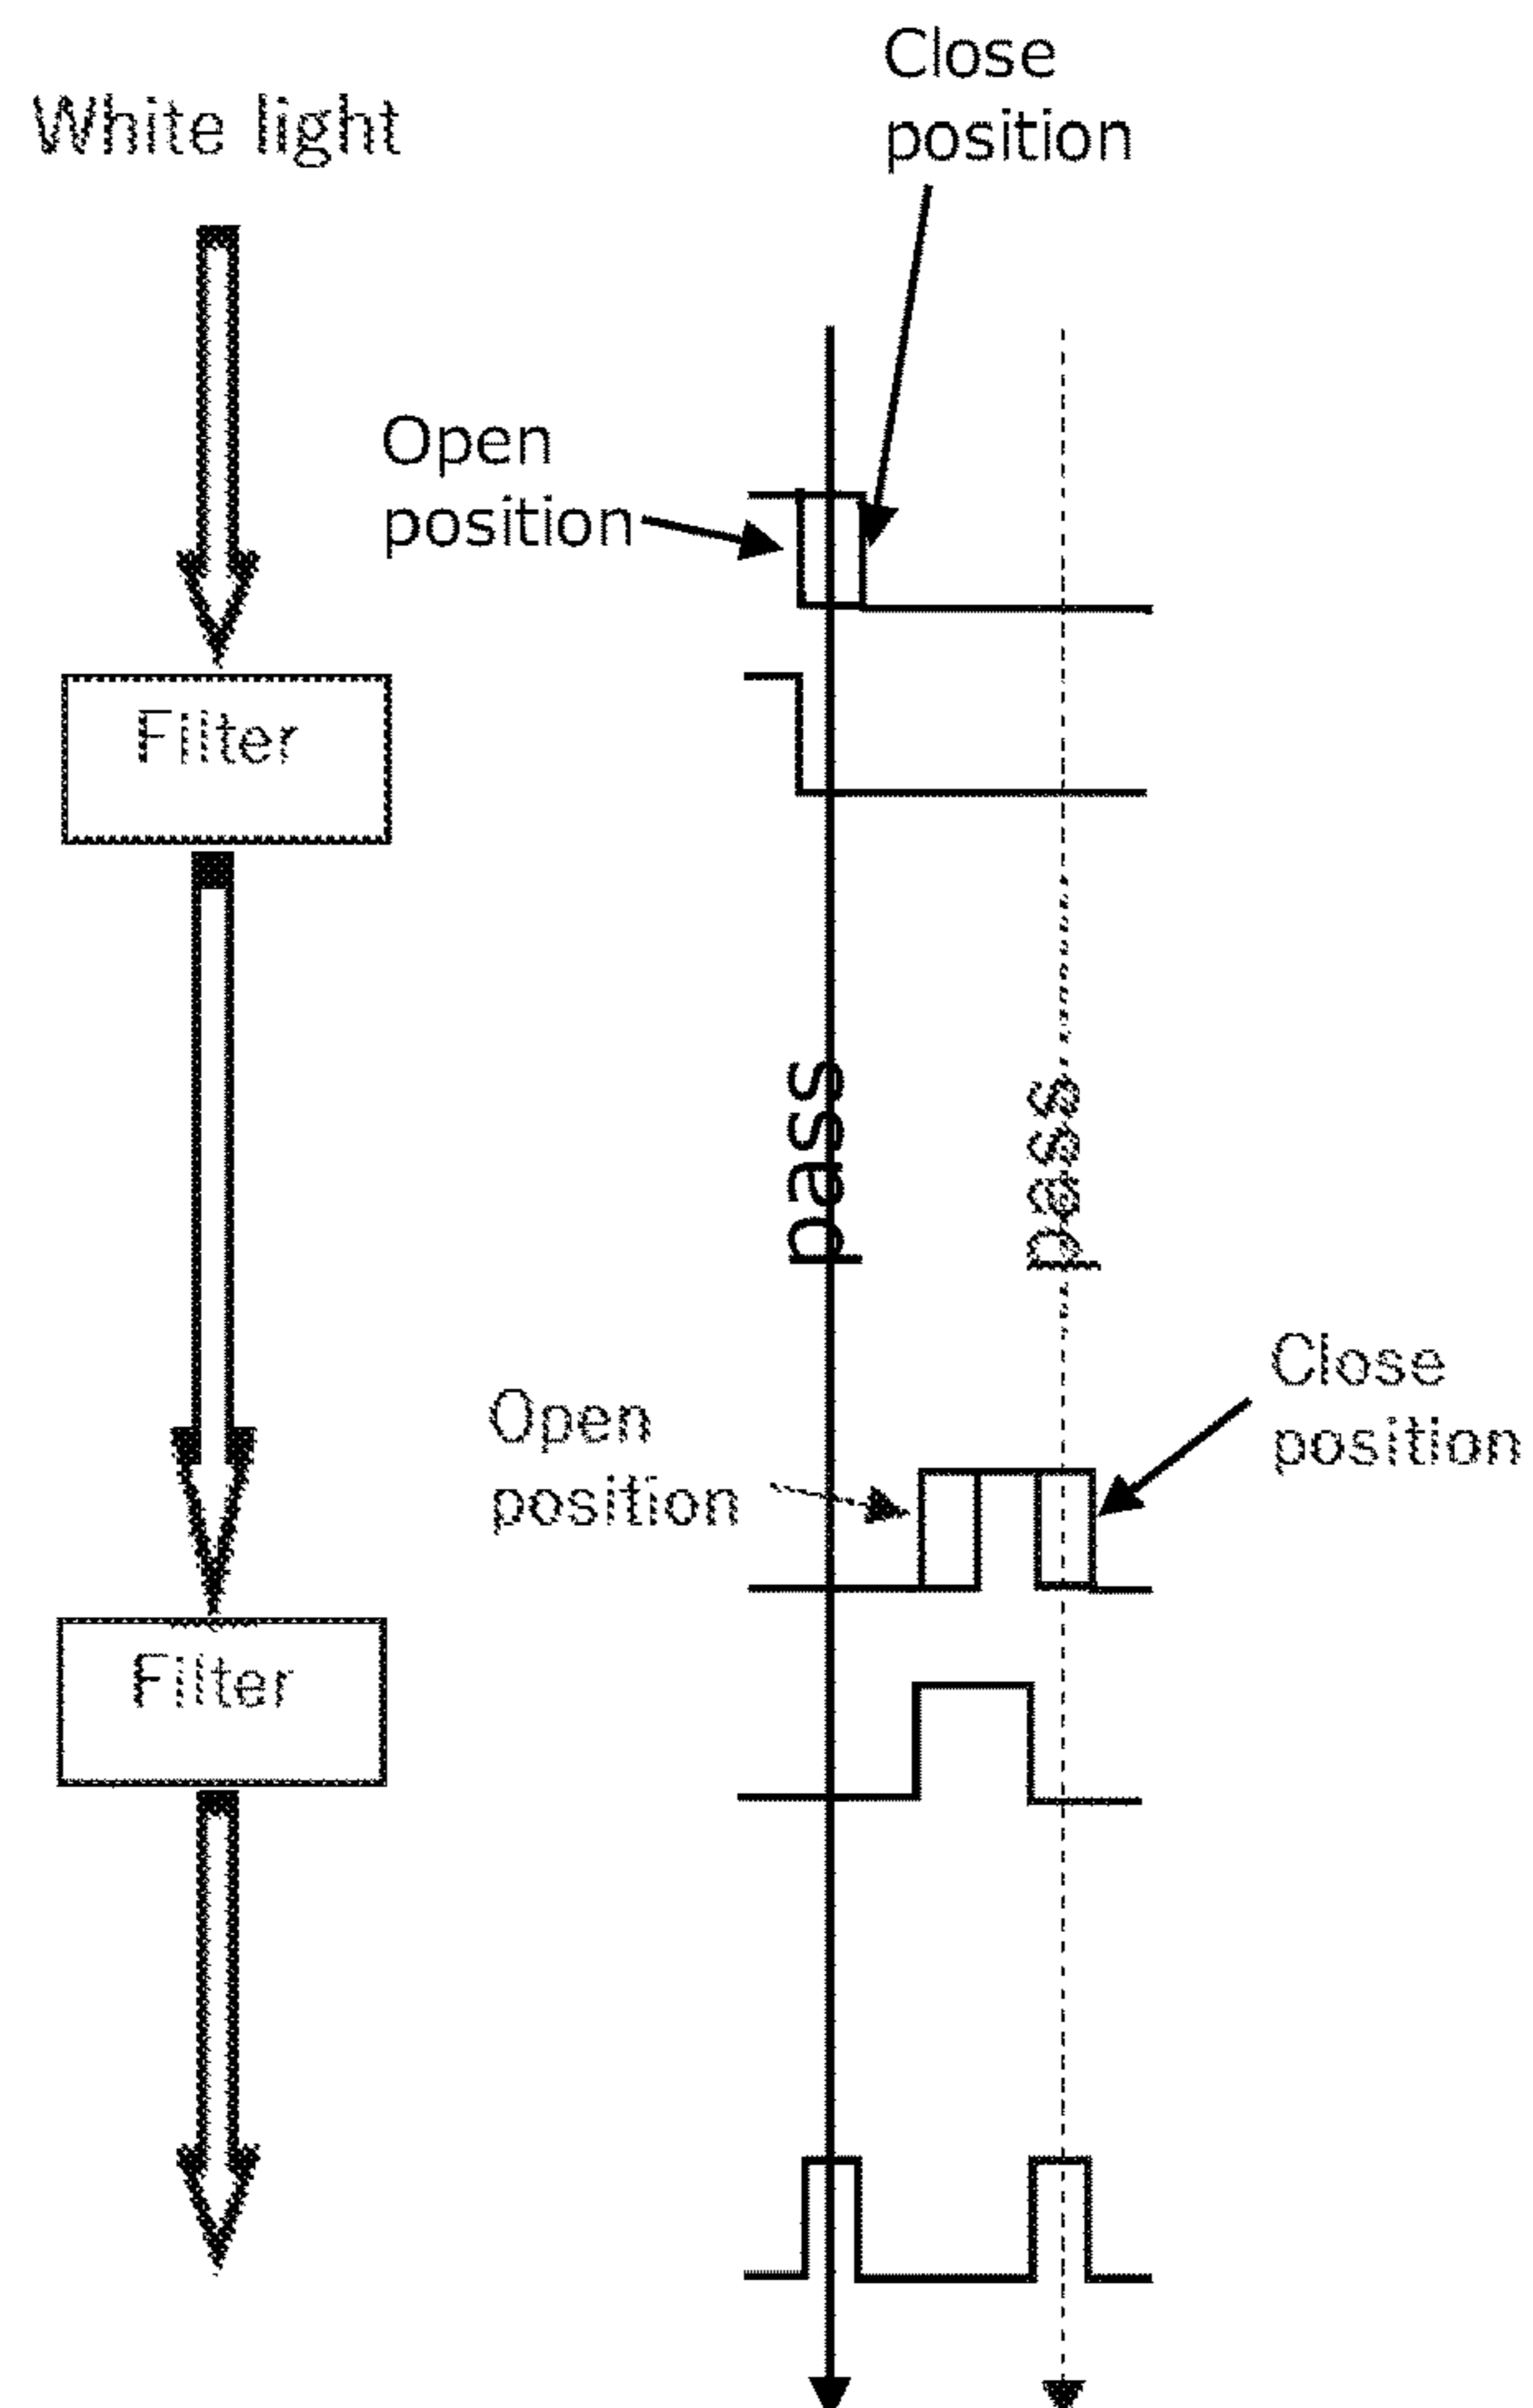 Close
position
White light
Open
position
Filter
pass
pass
Close
position
Open
position
Filter